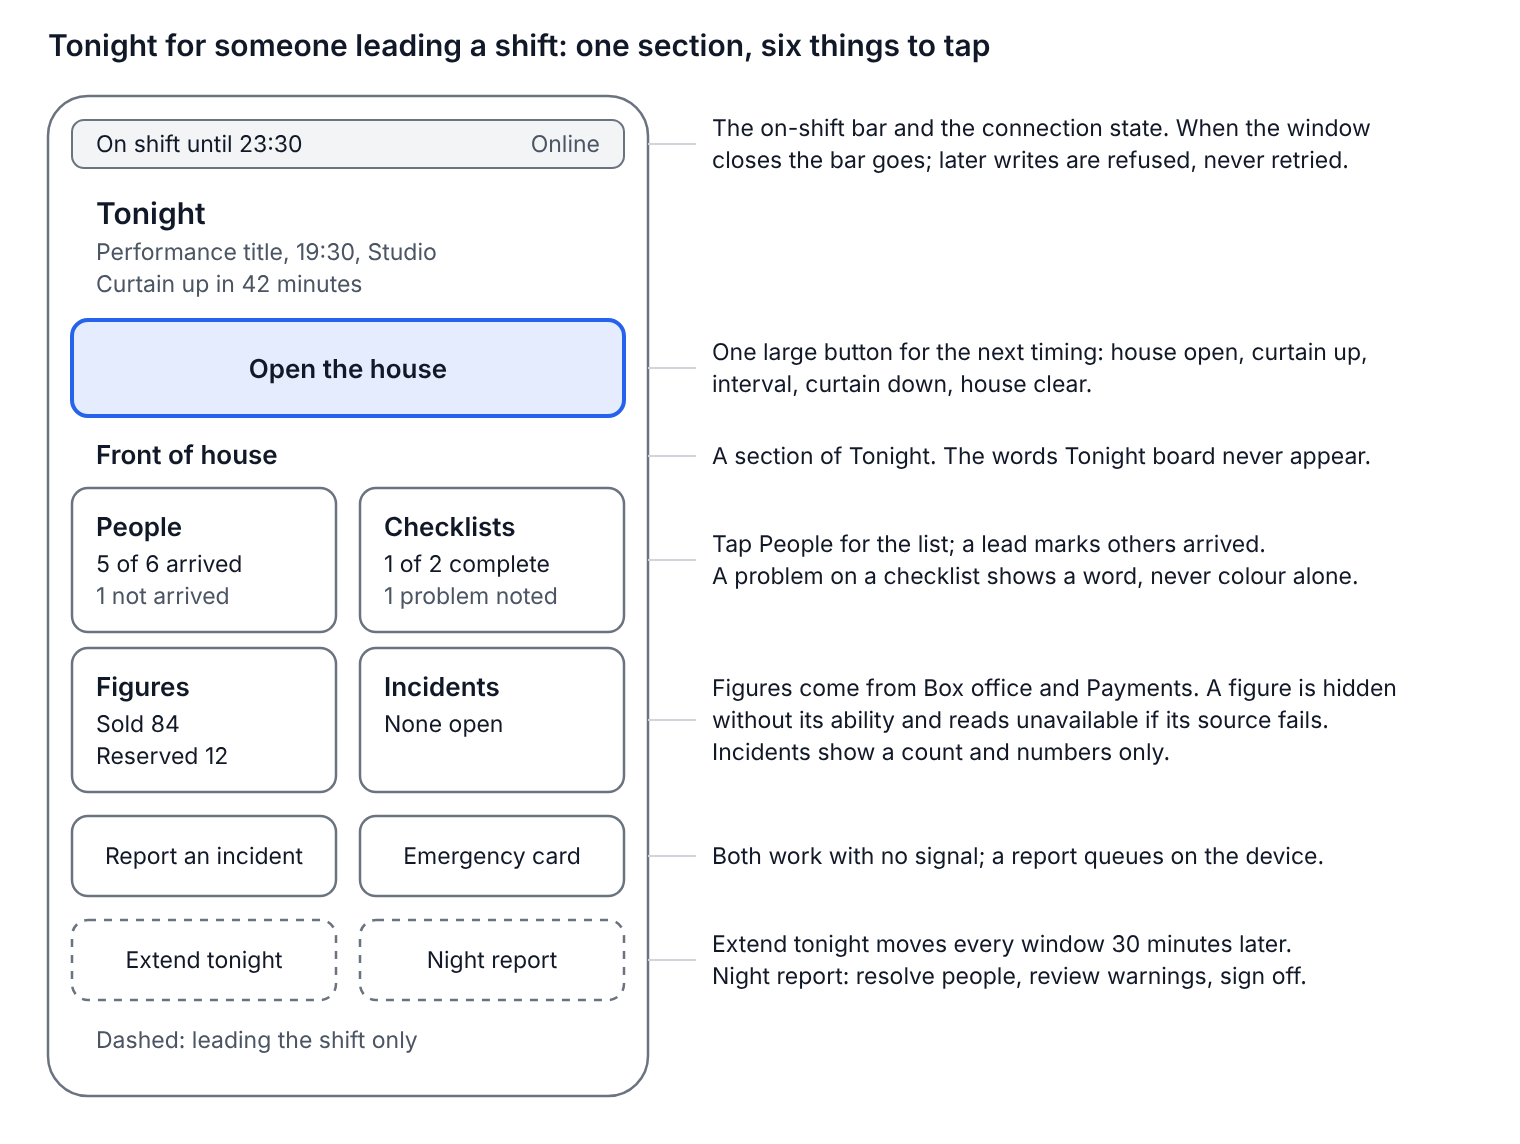 Tonight for someone leading a shift: one section, six things to tap
On shift until 23:30
Online
The on-shift bar and the connection state. When the window
closes the bar goes; later writes are refused, never retried.
Tonight
Performance title, 19:30, Studio
Curtain up in 42 minutes
Open the house
One large button for the next timing: house open, curtain up,
interval, curtain down, house clear.
Front of house
A section of Tonight. The words Tonight board never appear.
People
5 of 6 arrived
1 not arrived
Checklists
1 of 2 complete
1 problem noted
Tap People for the list; a lead marks others arrived.
A problem on a checklist shows a word, never colour alone.
Figures
Sold 84
Reserved 12
Incidents
None open
Figures come from Box office and Payments. A figure is hidden
without its ability and reads unavailable if its source fails.
Incidents show a count and numbers only.
Report an incident
Emergency card
Both work with no signal; a report queues on the device.
Extend tonight
Night report
Extend tonight moves every window 30 minutes later.
Night report: resolve people, review warnings, sign off.
Dashed: leading the shift only